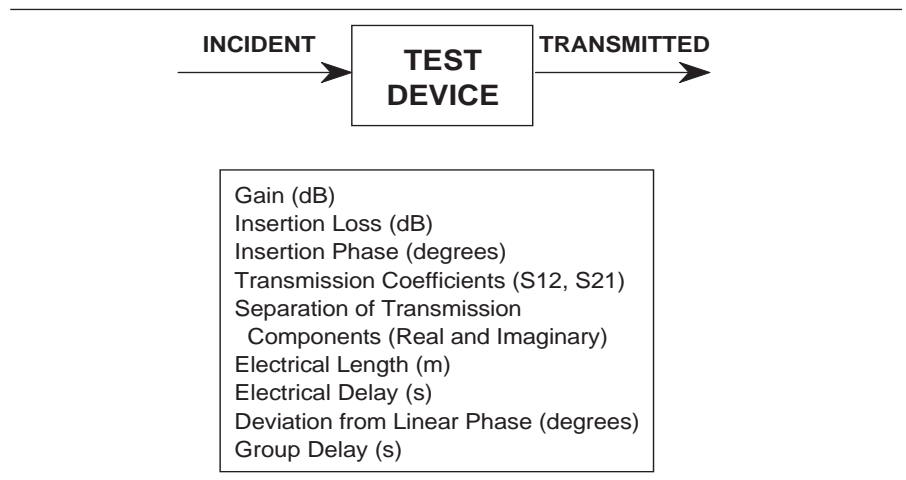 INCIDENT
TEST
DEVICE
TRANSMITTED
Gain (dB)
Insertion Loss (dB)
Insertion Phase (degrees)
Transmission Coefficients (S12, S21)
Separation of Transmission
Components (Real and Imaginary)
Electrical Length (m)
Electrical Delay (s)
Deviation from Linear Phase (degrees)
Group Delay (s)